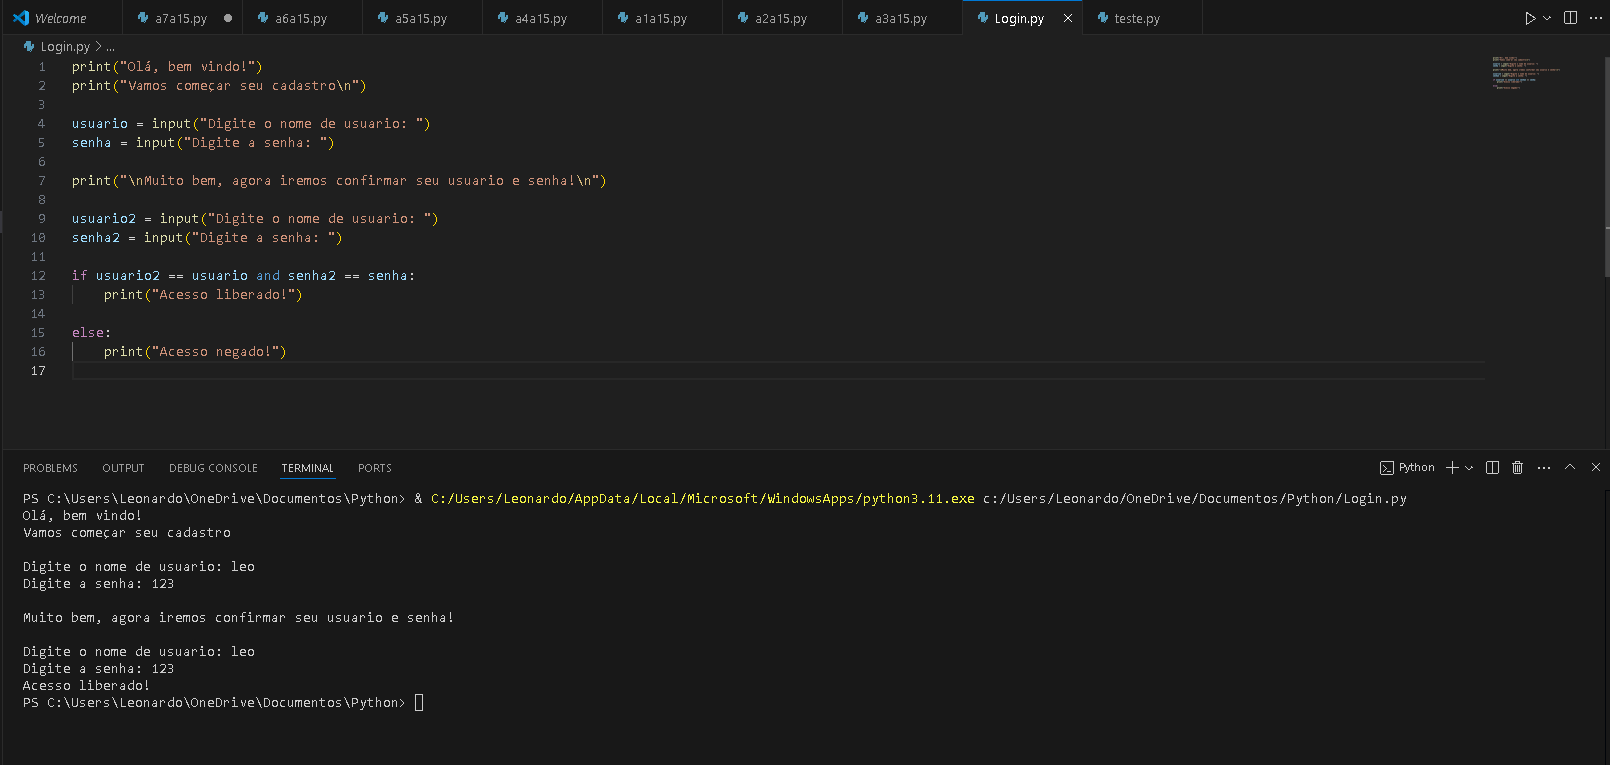 Welcome a7a15.py a6a15.py a5a15.py a4a15.py a1a15.py a2a15.py a3a15.py Login.py teste.py
Login.py > ...
1 print("Olá, bem vindo!")
2 print("Vamos começar seu cadastro\n")
3
4 usuario = input("Digite o nome de usuario: ")
5 senha = input("Digite a senha: ")
6
7 print("\nMuito bem, agora iremos confirmar seu usuario e senha!\n")
8
9 usuario2 = input("Digite o nome de usuario: ")
10 senha2 = input("Digite a senha: ")
11
12 if usuario2 == usuario and senha2 == senha:
13     print("Acesso liberado!")
14
15 else:
16     print("Acesso negado!")
17
PROBLEMS OUTPUT DEBUG CONSOLE TERMINAL PORTS Python
PS C:\Users\Leonardo\OneDrive\Documentos\Python> & C:/Users/Leonardo/AppData/Local/Microsoft/WindowsApps/python3.11.exe c:/Users/Leonardo/OneDrive/Documentos/Python/Login.py
Olá, bem vindo!
Vamos começar seu cadastro
Digite o nome de usuario: leo
Digite a senha: 123
Muito bem, agora iremos confirmar seu usuario e senha!
Digite o nome de usuario: leo
Digite a senha: 123
Acesso liberado!
PS C:\Users\Leonardo\OneDrive\Documentos\Python>